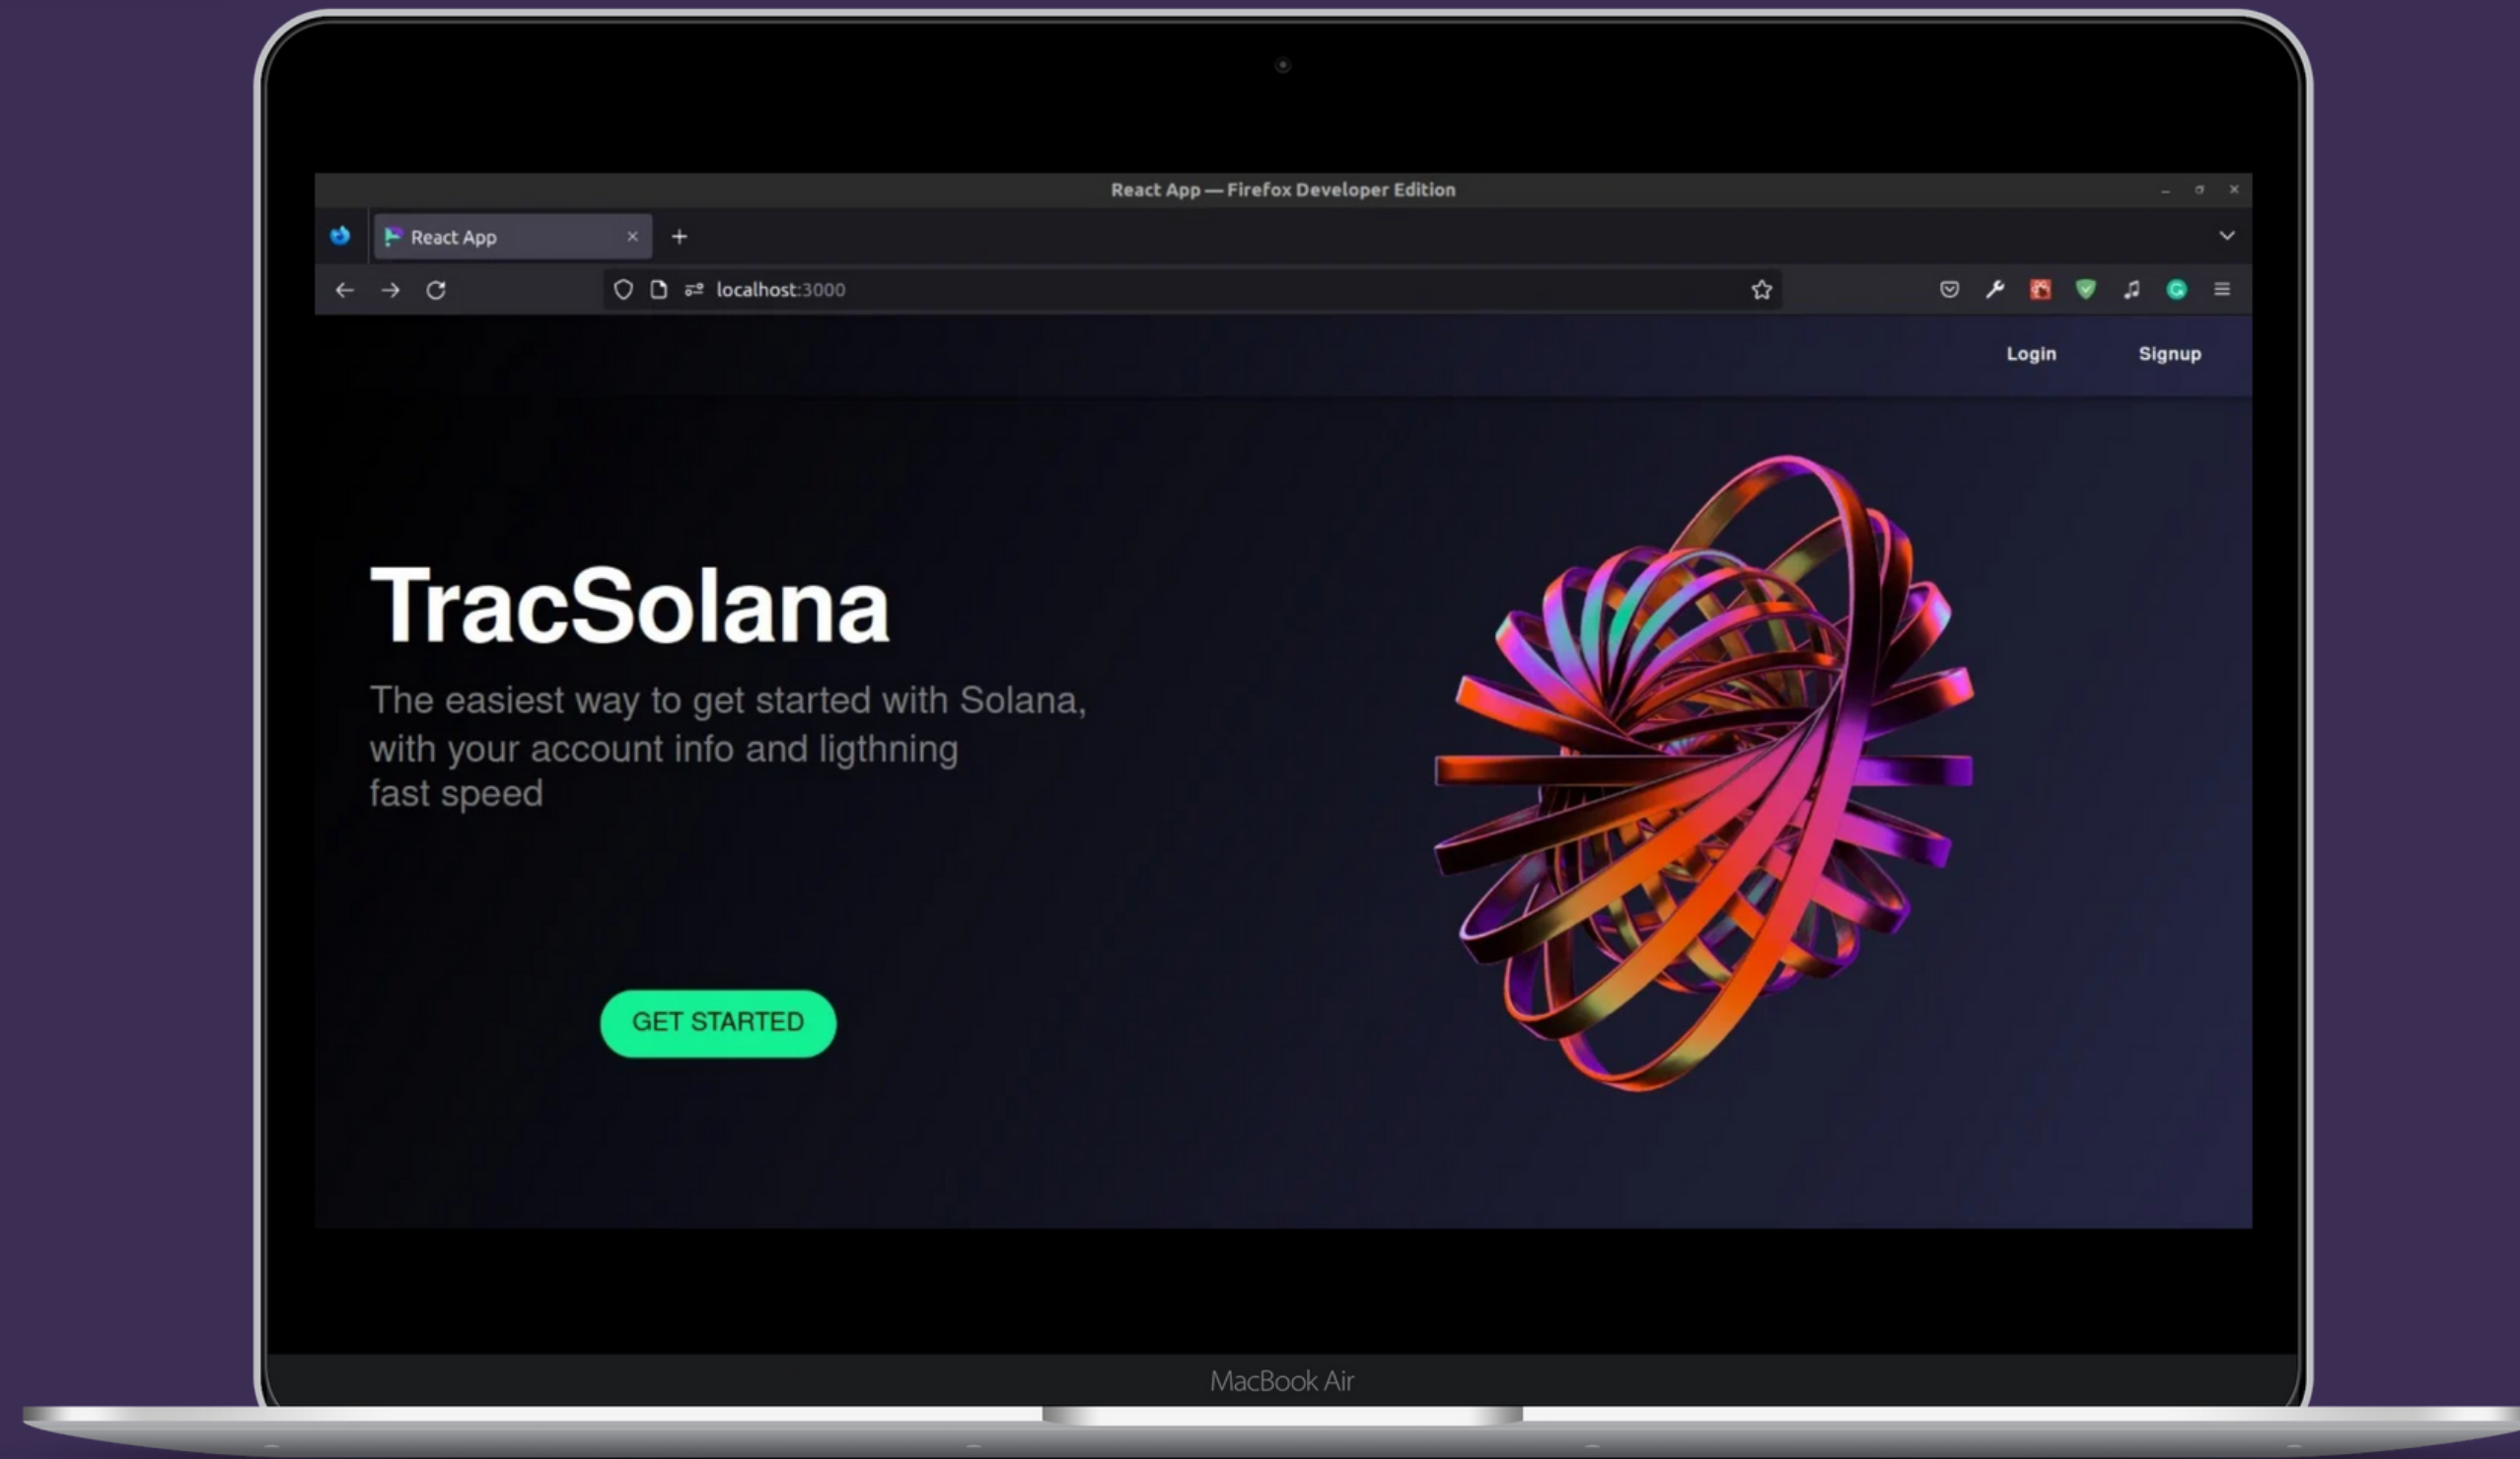 React App — Firefox Developer Edition
React App
localhost:3000
Login
Signup
TracSolana
The easiest way to get started with Solana,
with your account info and ligthning
fast speed
GET STARTED
MacBook Air